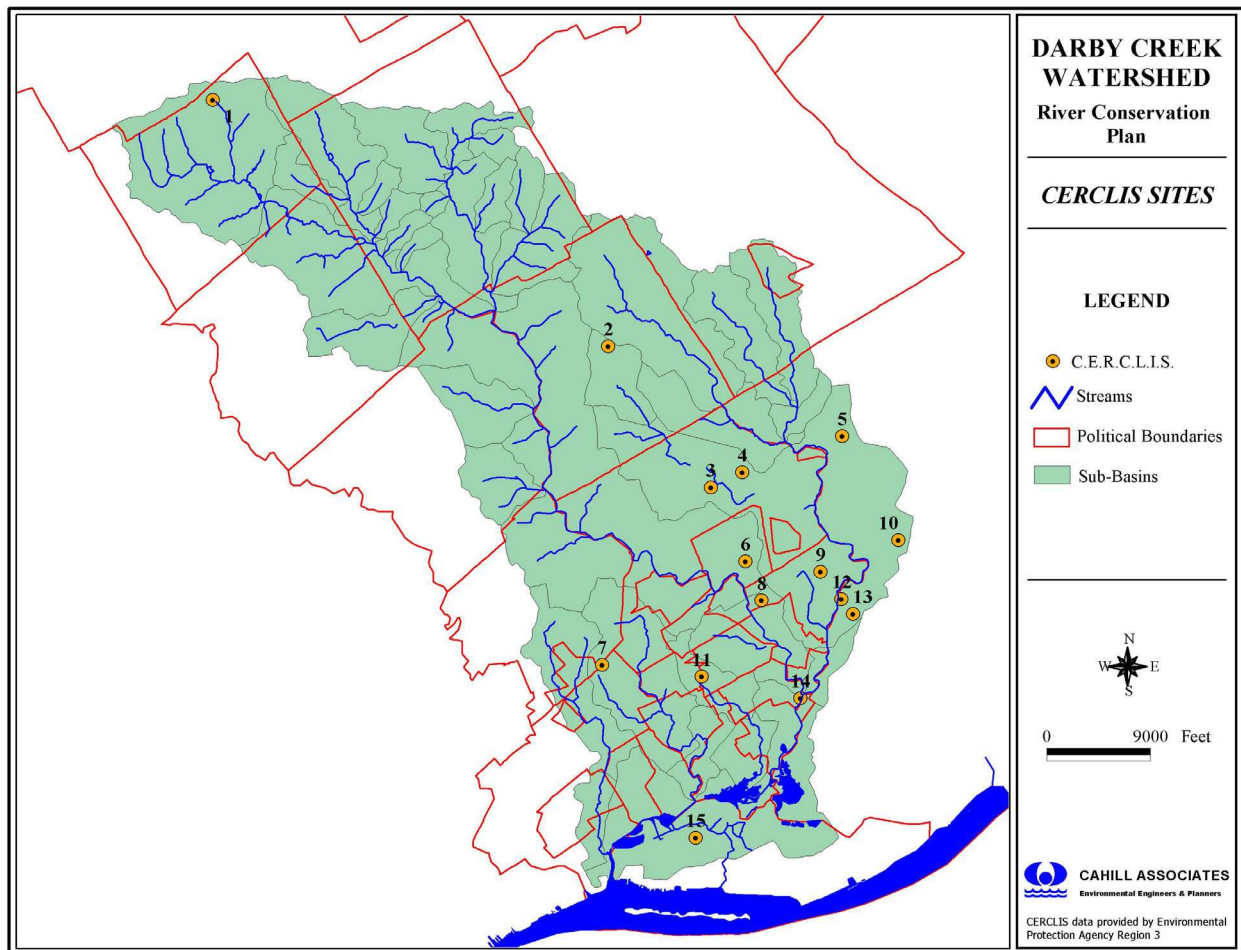 DARBY CREEK
WATERSHED
River Conservation
Plan
CERCLIS SITES
LEGEND
C.E.R.C.L.I.S.
Streams
Political Boundaries
Sub-Basins
N
W E
S
0 9000 Feet
CAHILL ASSOCIATES
Environmental Engineers & Planners
CERCLIS data provided by Environmental
Protection Agency Region 3
1
2
5
4
3
10
6
9
8
12
13
7
11
14
15